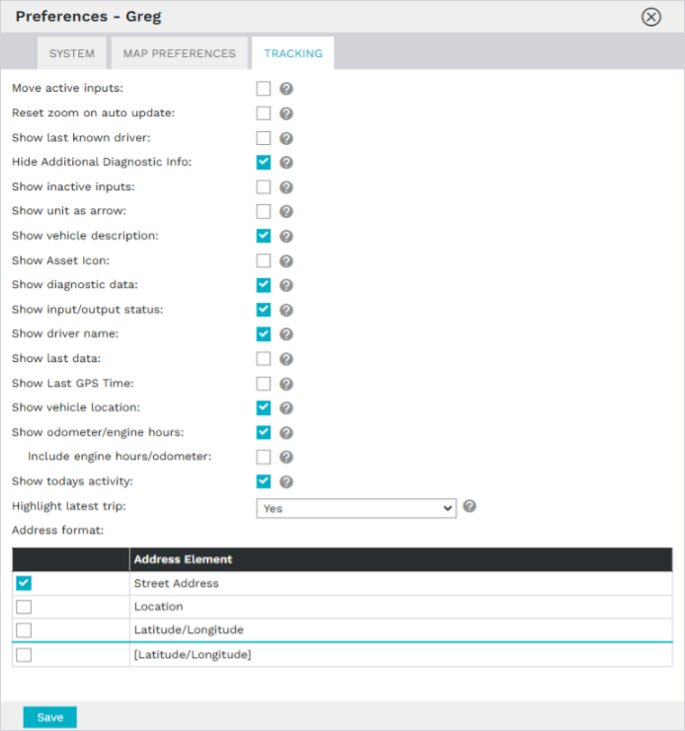 Preferences - Greg
SYSTEM MAP PREFERENCES TRACKING
Move active inputs: ?
Reset zoom on auto update: ?
Show last known driver: ?
Hide Additional Diagnostic Info: ?
Show inactive inputs: ?
Show unit as arrow: ?
Show vehicle description: ?
Show Asset Icon: ?
Show diagnostic data: ?
Show input/output status: ?
Show driver name: ?
Show last data: ?
Show Last GPS Time: ?
Show vehicle location: ?
Show odometer/engine hours: ?
Include engine hours/odometer: ?
Show todays activity: ?
Highlight latest trip: Yes ?
Address format:
Address Element
Street Address
Location
Latitude/Longitude
[Latitude/Longitude]
Save